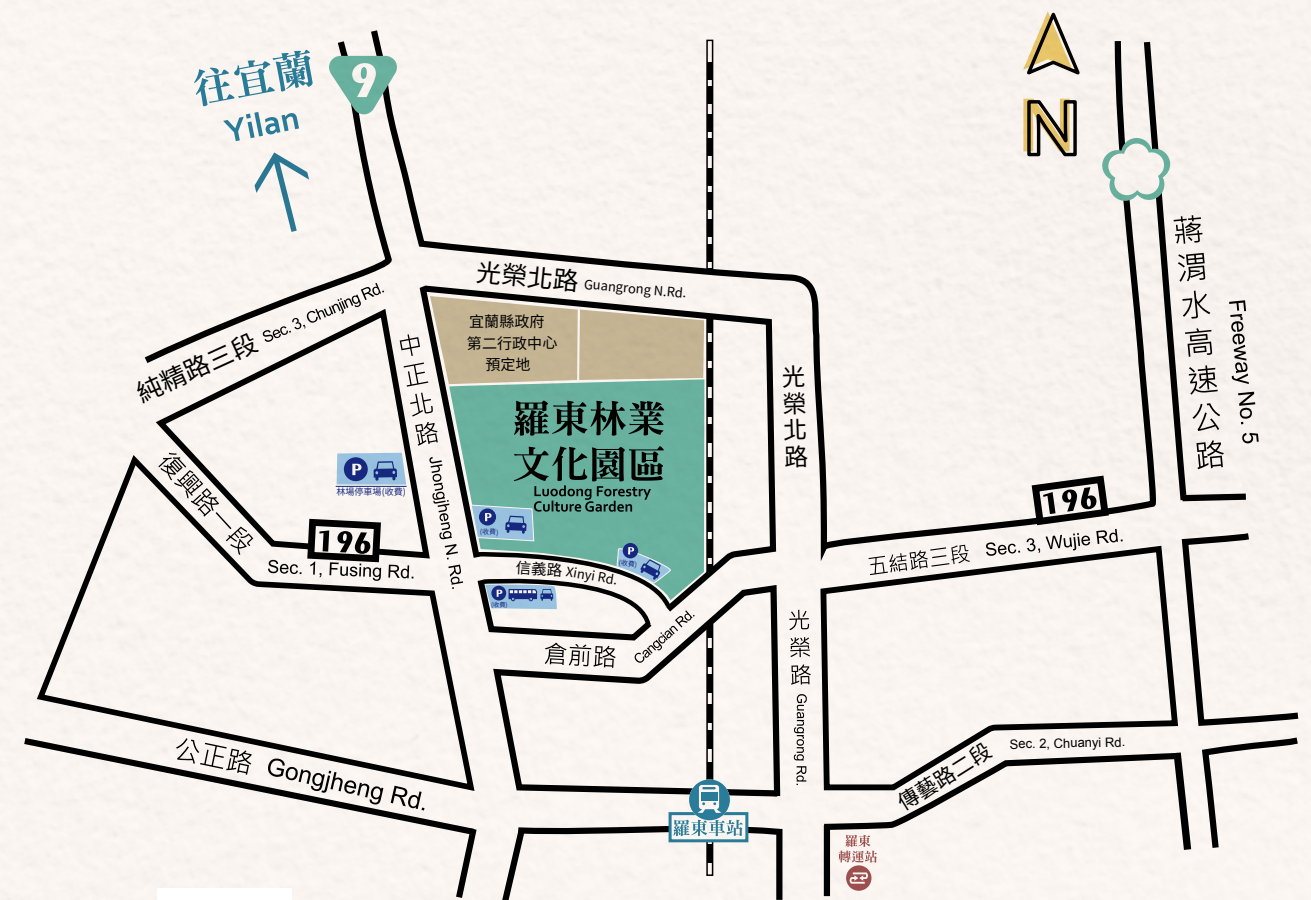 往宜蘭
Yilan
9
N
光榮北路 Guangrong N.Rd.
純精路三段 Sec. 3, Chunjing Rd.
宜蘭縣政府
第二行政中心
預定地
中正北路 Jhongjheng N. Rd.
羅東林業
文化園區
Luodong Forestry
Culture Garden
光榮北路
蔣渭水高速公路
Freeway No. 5
P
林場停車場(收費)
復興路一段
196
Sec. 1, Fusing Rd.
P
(收費)
P
(收費)
信義路 Xinyi Rd.
P
(收費)
196
五結路三段 Sec. 3, Wujie Rd.
倉前路 Cangcian Rd.
光榮路 Guangrong Rd.
公正路 Gongjheng Rd.
傳藝路二段 Sec. 2, Chuanyi Rd.
羅東車站
羅東
轉運站